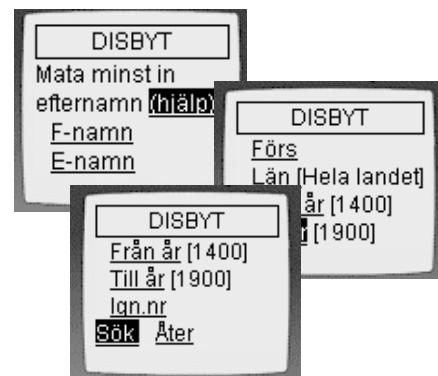 DISBYT
Mata minst in
efternamn (hjälp)
F-namn
E-namn
DISBYT
Förs
Län [Hela landet]
år [1400]
[1900]
DISBYT
Från år [1400]
Till år [1900]
Ign.nr
Sök Åter